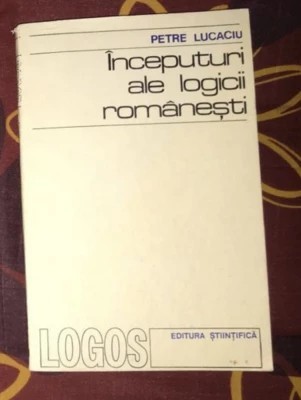 PETRE LUCACIU
Începuturi
ale logicii
românești
LOGOS
EDITURA ȘTIINȚIFICĂ